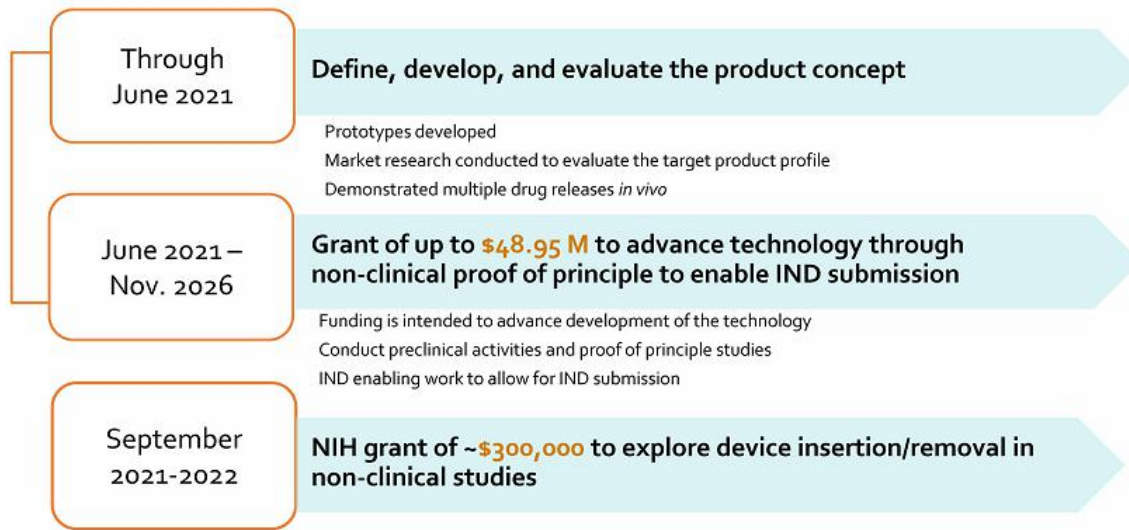 Through
June 2021
Define, develop, and evaluate the product concept
Prototypes developed
Market research conducted to evaluate the target product profile
Demonstrated multiple drug releases in vivo
June 2021 –
Nov. 2026
Grant of up to $48.95 M to advance technology through
non-clinical proof of principle to enable IND submission
Funding is intended to advance development of the technology
Conduct preclinical activities and proof of principle studies
IND enabling work to allow for IND submission
September
2021-2022
NIH grant of ~$300,000 to explore device insertion/removal in
non-clinical studies